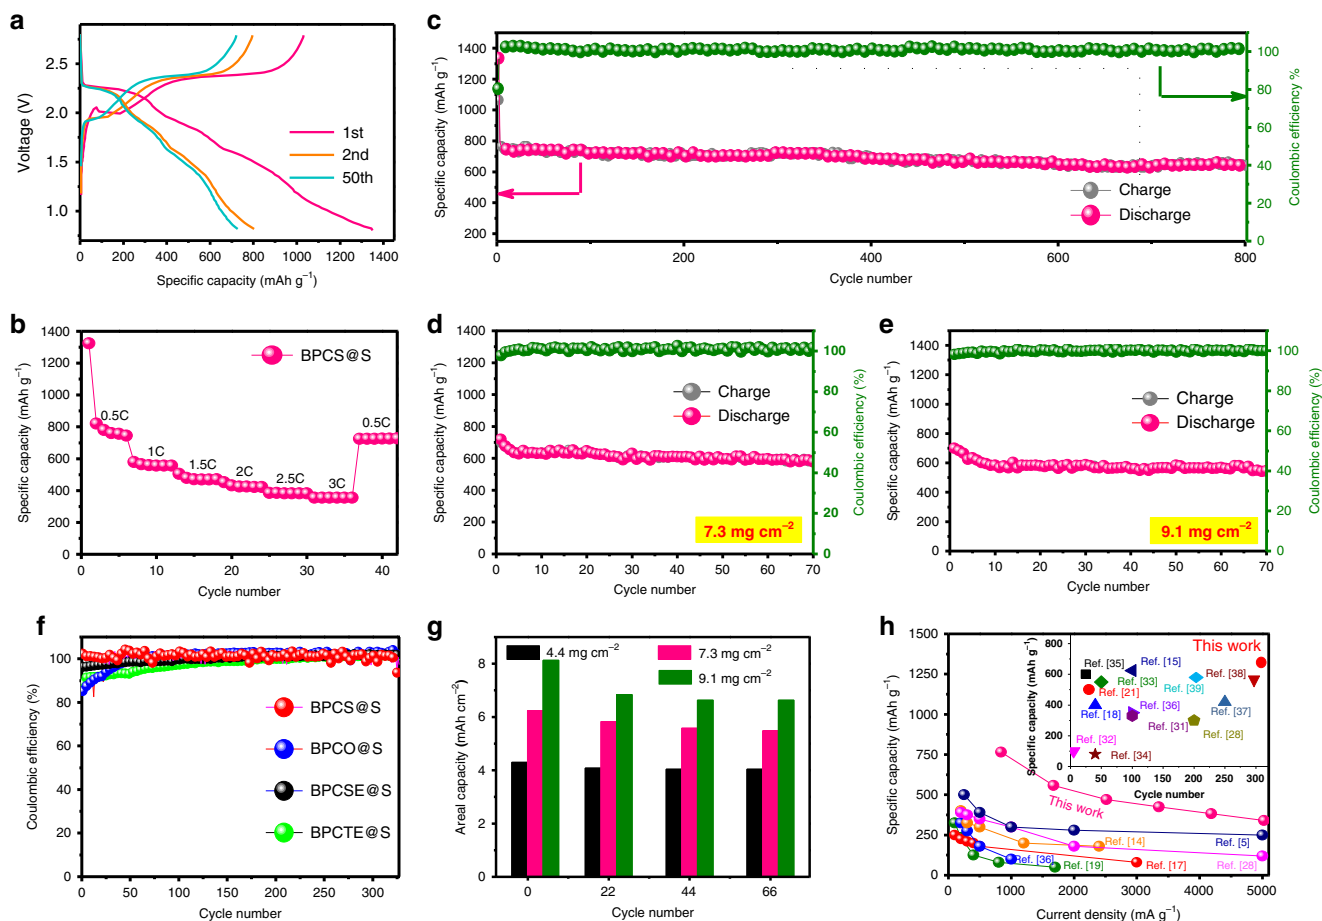 a
2.5
2.0
1.5
1.0
Voltage (V)
1st
2nd
50th
0 200 400 600 800 1000 1200 1400
Specific capacity (mAh g⁻¹)
c
1400
1200
1000
800
600
400
200
Specific capacity (mAh g⁻¹)
100
80
60
40
20
0
Coulombic efficiency %
Charge
Discharge
0 200 400 600 800
Cycle number
b
1400
1200
1000
800
600
400
200
0
Specific capacity (mAh g⁻¹)
BPCS@S
0.5C
1C
1.5C
2C
2.5C
3C
0.5C
0 10 20 30 40
Cycle number
d
1400
1200
1000
800
600
400
200
0
Specific capacity (mAh g⁻¹)
100
80
60
40
20
0
Coulombic efficiency (%)
Charge
Discharge
7.3 mg cm⁻²
0 10 20 30 40 50 60 70
Cycle number
e
1400
1200
1000
800
600
400
200
0
Specific capacity (mAh g⁻¹)
100
80
60
40
20
0
Coulombic efficiency (%)
Charge
Discharge
9.1 mg cm⁻²
0 10 20 30 40 50 60 70
Cycle number
f
100
80
60
40
20
0
Coulombic efficiency (%)
BPCS@S
BPCO@S
BPCSE@S
BPCTE@S
0 50 100 150 200 250 300
Cycle number
g
8
6
4
2
0
Areal capacity (mAh cm⁻²)
4.4 mg cm⁻²
7.3 mg cm⁻²
9.1 mg cm⁻²
0 22 44 66
Cycle number
h
1500
1250
1000
750
500
250
0
Specific capacity (mAh g⁻¹)
This work
Ref. [5]
Ref. [14]
Ref. [36]
Ref. [19]
Ref. [17]
Ref. [28]
0 1000 2000 3000 4000 5000
Current density (mA g⁻¹)
800
600
400
200
0
Specific capacity (mAh g⁻¹)
This work
Ref. [35]
Ref. [15]
Ref. [38]
Ref. [33]
Ref. [39]
Ref. [21]
Ref. [36]
Ref. [18]
Ref. [37]
Ref. [31]
Ref. [28]
Ref. [32]
Ref. [34]
0 50 100 150 200 250 300
Cycle number